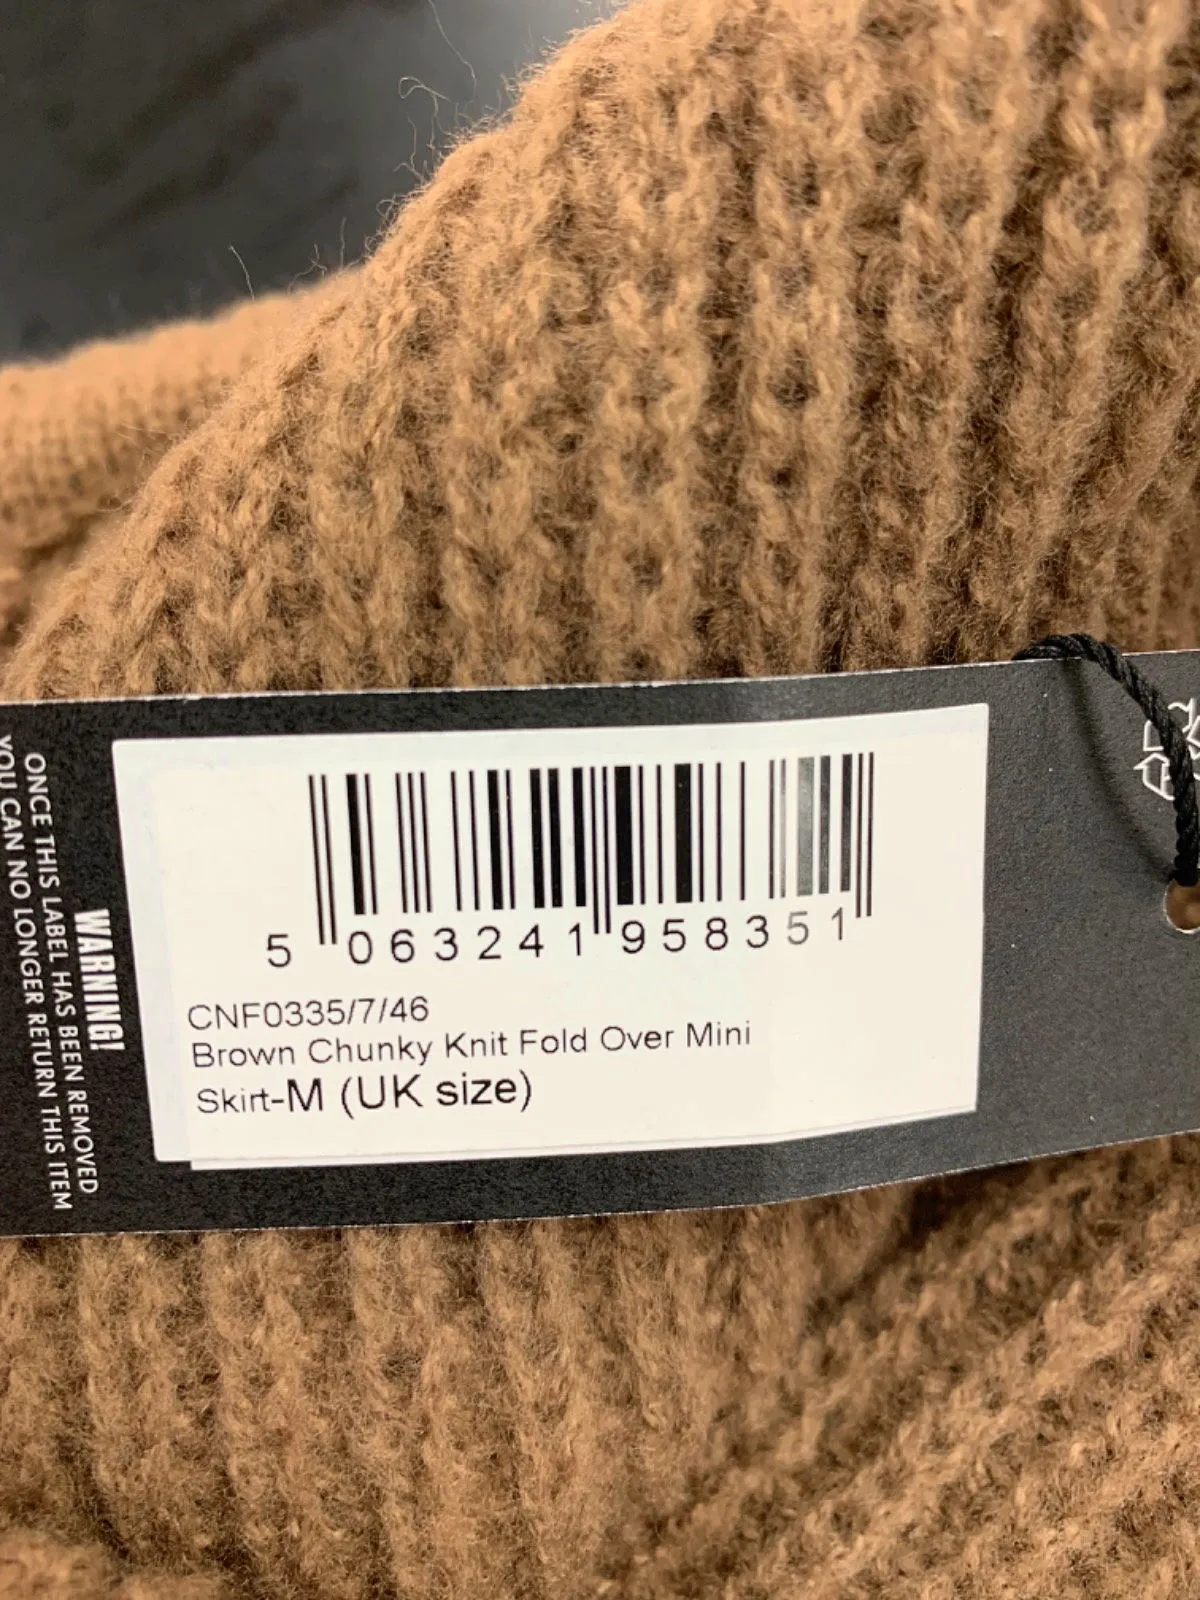 5 063241 958351
CNF0335/7/46
Brown Chunky Knit Fold Over Mini
Skirt-M (UK size)
WARNING!
ONCE THIS LABEL HAS BEEN REMOVED
YOU CAN NO LONGER RETURN THIS ITEM